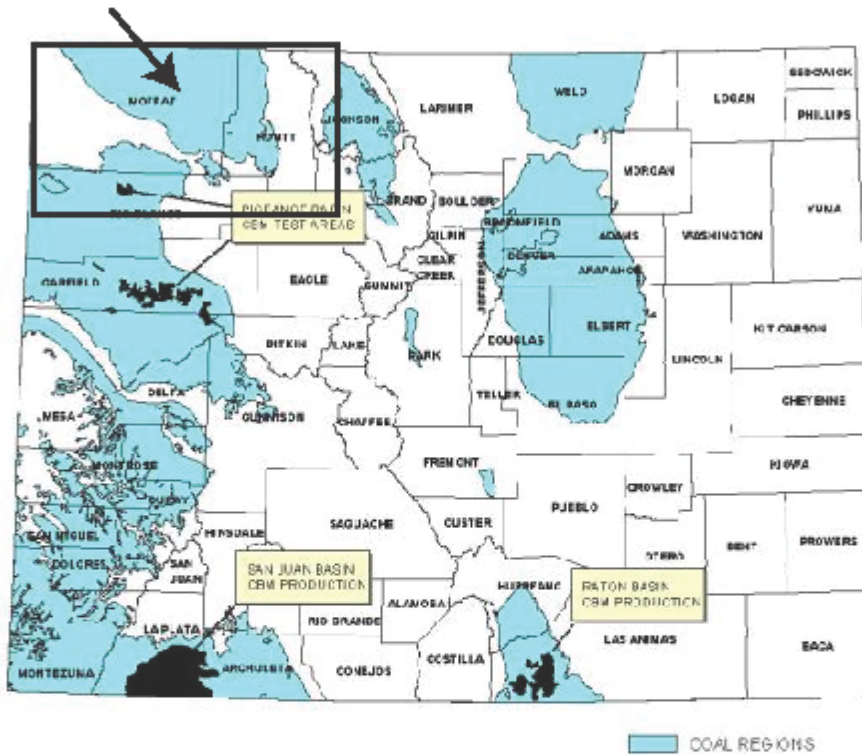 SEDGWICK
LOGAN
PHILLIPS
MOFFAT
ROUTT
JACKSON
LARIMER
WELD
MORGAN
GRAND
BOULDER
PICEANCE BASIN
CBM TEST AREAS
BROOMFIELD
GILPIN
ADAMS
WASHINGTON
YUMA
CLEAR
CREEK
DENVER
JEFFERSON
ARAPAHOE
GARFIELD
EAGLE
SUMMIT
PITKIN
LAKE
PARK
DOUGLAS
ELBERT
KIT CARSON
LINCOLN
DELTA
MESA
GUNNISON
CHAFFEE
TELLER
EL PASO
CHEYENNE
MONTROSE
FREMONT
KIOWA
OURAY
CROWLEY
PUEBLO
SAN MIGUEL
HINSDALE
SAGUACHE
CUSTER
OTERO
BENT
PROWERS
DOLORES
SAN
JUAN
SAN JUAN BASIN
CBM PRODUCTION
HUERFANO
RATON BASIN
CBM PRODUCTION
ALAMOSA
LA PLATA
RIO GRANDE
LAS ANIMAS
BACA
MONTEZUMA
ARCHULETA
CONEJOS
COSTILLA
COAL REGIONS